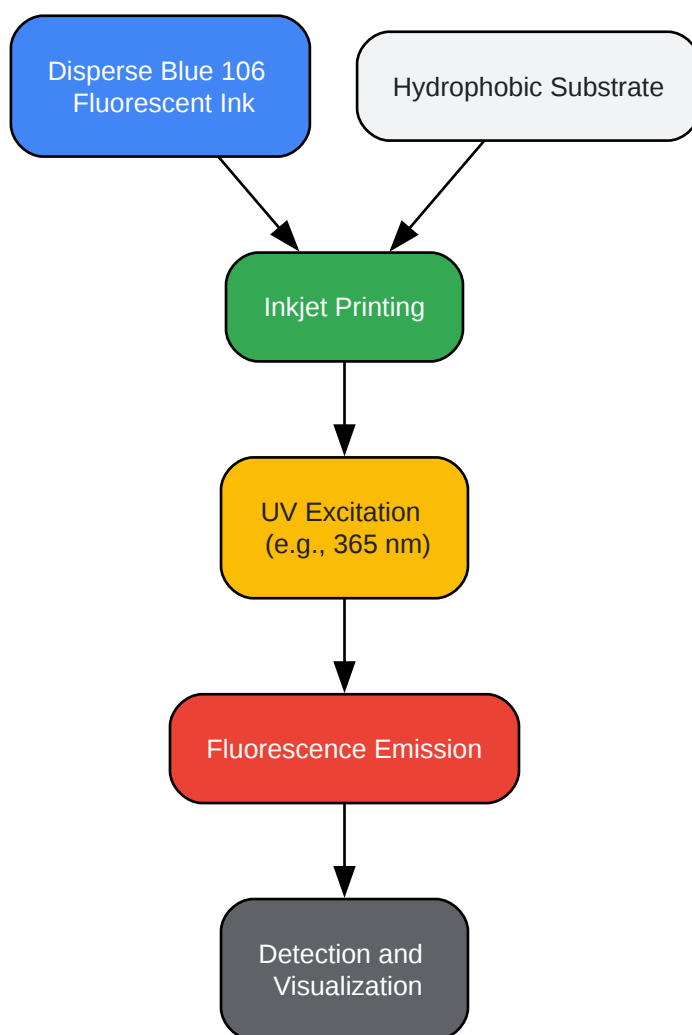 Disperse Blue 106
Fluorescent Ink
Hydrophobic Substrate
Inkjet Printing
UV Excitation
(e.g., 365 nm)
Fluorescence Emission
Detection and
Visualization